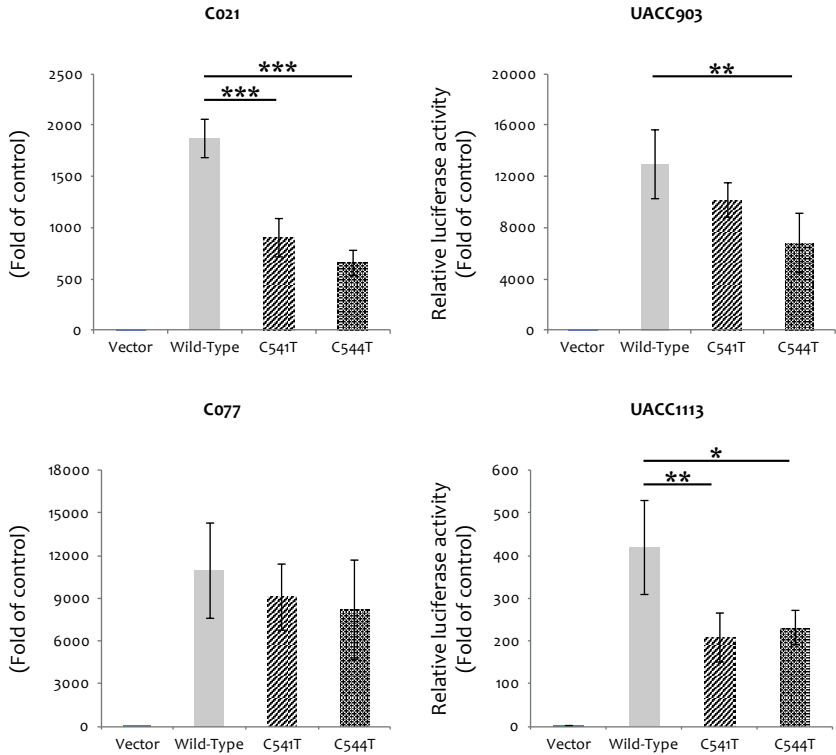 C021
(Fold of control)
2500
2000
1500
1000
500
0
***
***
Vector Wild-Type C541T C544T
UACC903
Relative luciferase activity
(Fold of control)
20000
16000
12000
8000
4000
0
**
Vector Wild-Type C541T C544T
C077
(Fold of control)
18000
15000
12000
9000
6000
3000
0
Vector Wild-Type C541T C544T
UACC1113
Relative luciferase activity
(Fold of control)
600
500
400
300
200
100
0
*
**
Vector Wild-Type C541T C544T